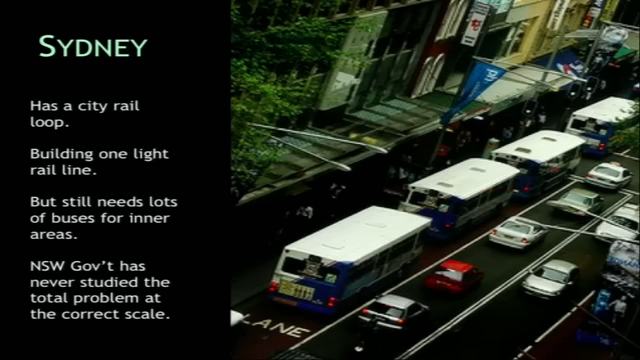 SYDNEY
Has a city rail
loop.
Building one light
rail line.
But still needs lots
of buses for inner
areas.
NSW Gov't has
never studied the
total problem at
the correct scale.
LANE